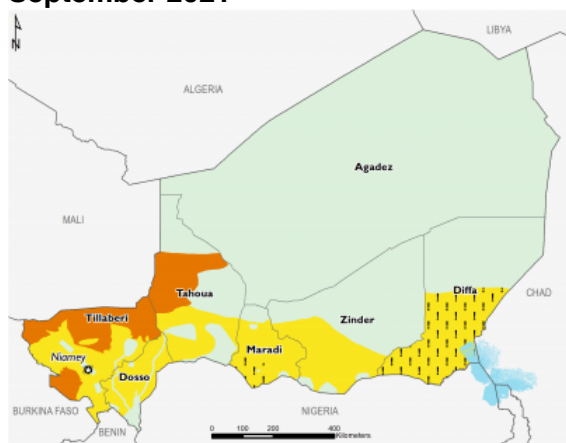 September 2021
N
LIBYA
ALGERIA
Agadez
MALI
Diffa
CHAD
Tahoua
Tillaberi
Zinder
Maradi
Niamey
Dosso
BURKINA FASO
NIGERIA
BENIN
0 100 200 400
Kilometers